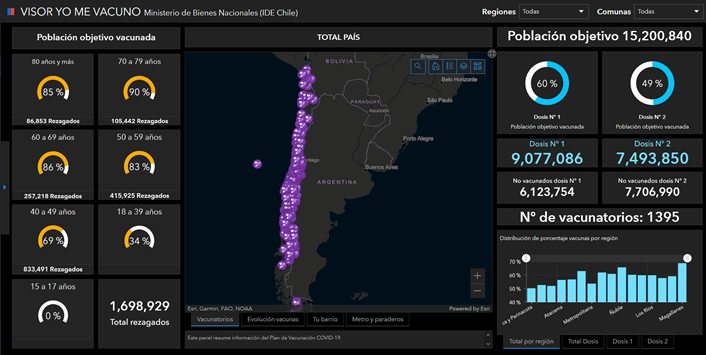 VISOR YO ME VACUNO Ministerio de Bienes Nacionales (IDE Chile)
Regiones Todas Comunas Todas
Población objetivo vacunada
80 años y más
85 %
86,853 Rezagados
70 a 79 años
90 %
105,442 Rezagados
60 a 69 años
86 %
257,218 Rezagados
50 a 59 años
83 %
415,925 Rezagados
40 a 49 años
69 %
833,491 Rezagados
18 a 39 años
34 %
15 a 17 años
0 %
1,698,929
Total rezagados
TOTAL PAÍS
BOLIVIA
Brasilia
Belo Horizonte
PARAGUAY
São Paulo
Asunción
Porto Alegre
Santiago
Buenos Aires
ARGENTINA
Esri, Garmin, FAO, NOAA
Powered by Esri
Vacunatorios
Evolución vacunas
Tu barrio
Metro y paraderos
Este panel resume información del Plan de Vacunación COVID-19.
Población objetivo 15,200,840
60 %
Dosis N° 1
Población objetivo vacunada
49 %
Dosis N° 2
Población objetivo vacunada
Dosis N° 1
9,077,086
Dosis N° 2
7,493,850
No vacunados dosis N°1
6,123,754
No vacunados dosis N°2
7,706,990
N° de vacunatorios: 1395
Distribución de porcentaje vacunas por región
70 %
60 %
50 %
40 %
a y Parinacota
Atacama
Metropolitana
Ñuble
Los Ríos
Magallanes
Total por región
Total Dosis
Dosis 1
Dosis 2